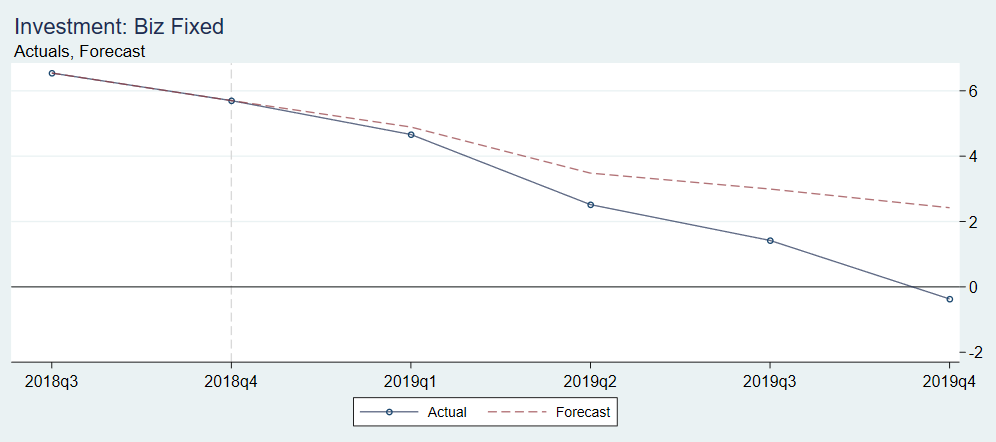 Investment: Biz Fixed
Actuals, Forecast
6
4
2
0
-2
2018q3 2018q4 2019q1 2019q2 2019q3 2019q4
Actual Forecast